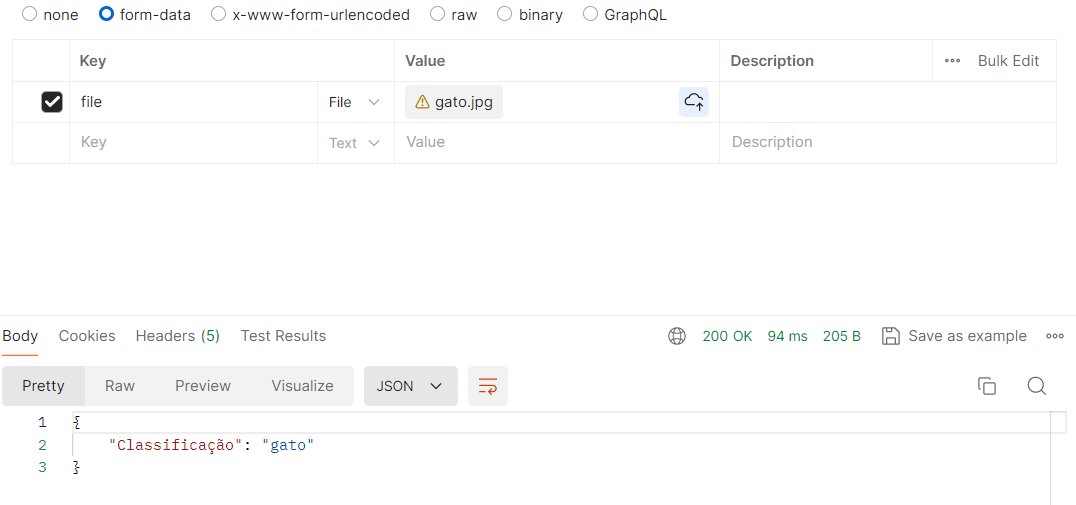 none form-data x-www-form-urlencoded raw binary GraphQL
Key Value Description Bulk Edit
file File gato.jpg
Key Text Value Description
Body Cookies Headers (5) Test Results 200 OK 94 ms 205 B Save as example
Pretty Raw Preview Visualize JSON
1 {
2 "Classificação": "gato"
3 }